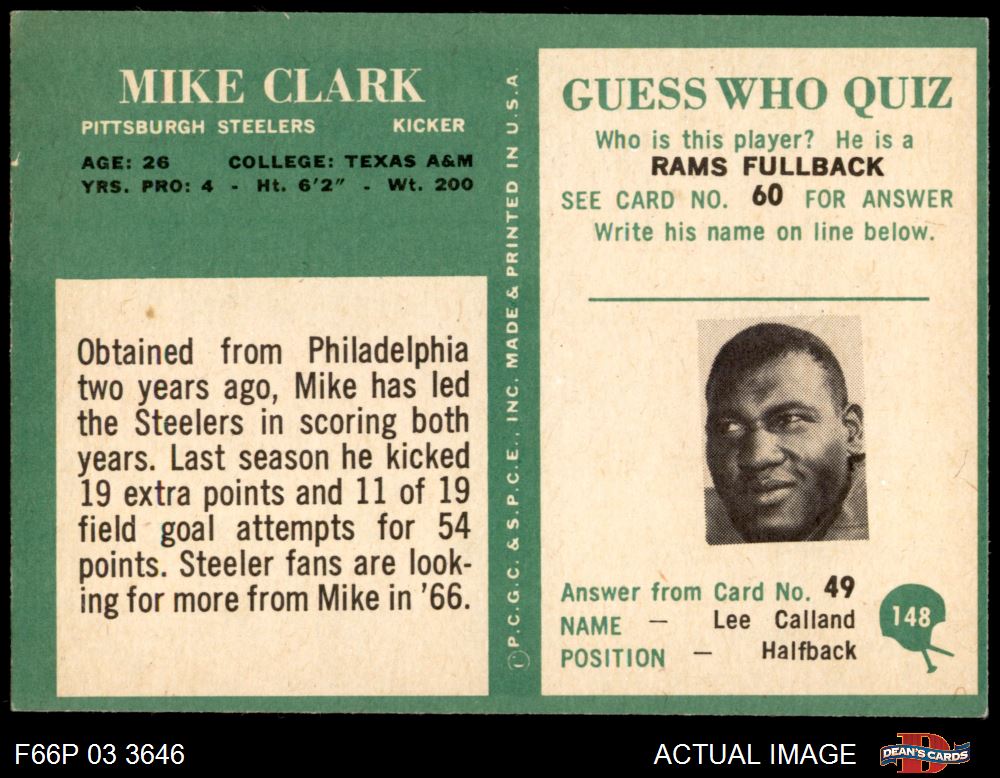 MIKE CLARK
PITTSBURGH STEELERS KICKER
AGE: 26 COLLEGE: TEXAS A&M
YRS. PRO: 4 - Ht. 6'2" - Wt. 200
Obtained from Philadelphia
two years ago, Mike has led
the Steelers in scoring both
years. Last season he kicked
19 extra points and 11 of 19
field goal attempts for 54
points. Steeler fans are look-
ing for more from Mike in '66.
©P.C.G.C. & S.P.C.E., INC. MADE & PRINTED IN U.S.A.
GUESS WHO QUIZ
Who is this player? He is a
RAMS FULLBACK
SEE CARD NO. 60 FOR ANSWER
Write his name on line below.
Answer from Card No. 49
NAME — Lee Calland
POSITION — Halfback
148
F66P 03 3646
ACTUAL IMAGE
DEAN'S CARDS